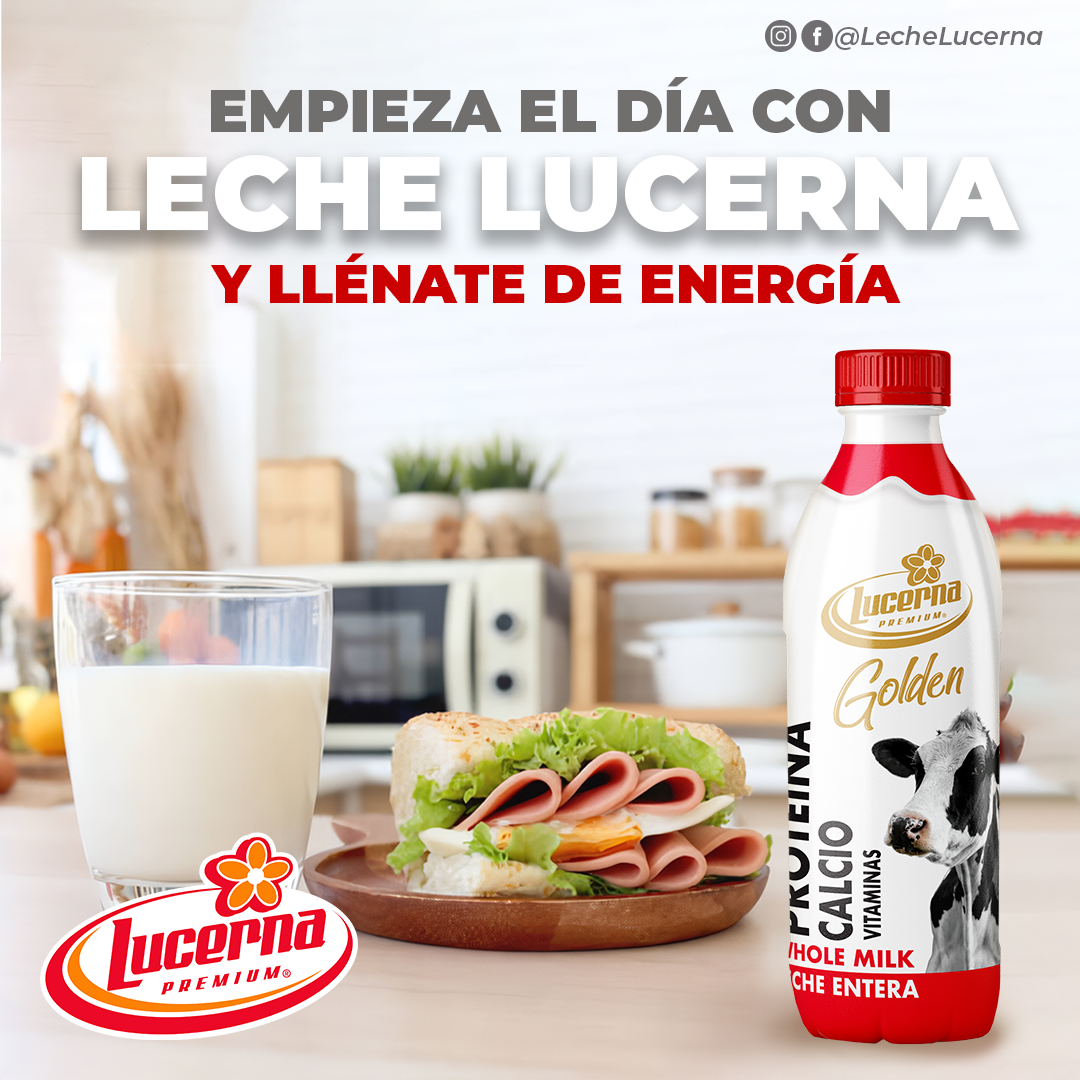 @LecheLucerna
EMPIEZA EL DÍA CON
LECHE LUCERNA
Y LLÉNATE DE ENERGÍA
Lucerna
PREMIUM®
Golden
PROTEINA
CALCIO
VITAMINAS
WHOLE MILK
CHE ENTERA
Lucerna
PREMIUM®